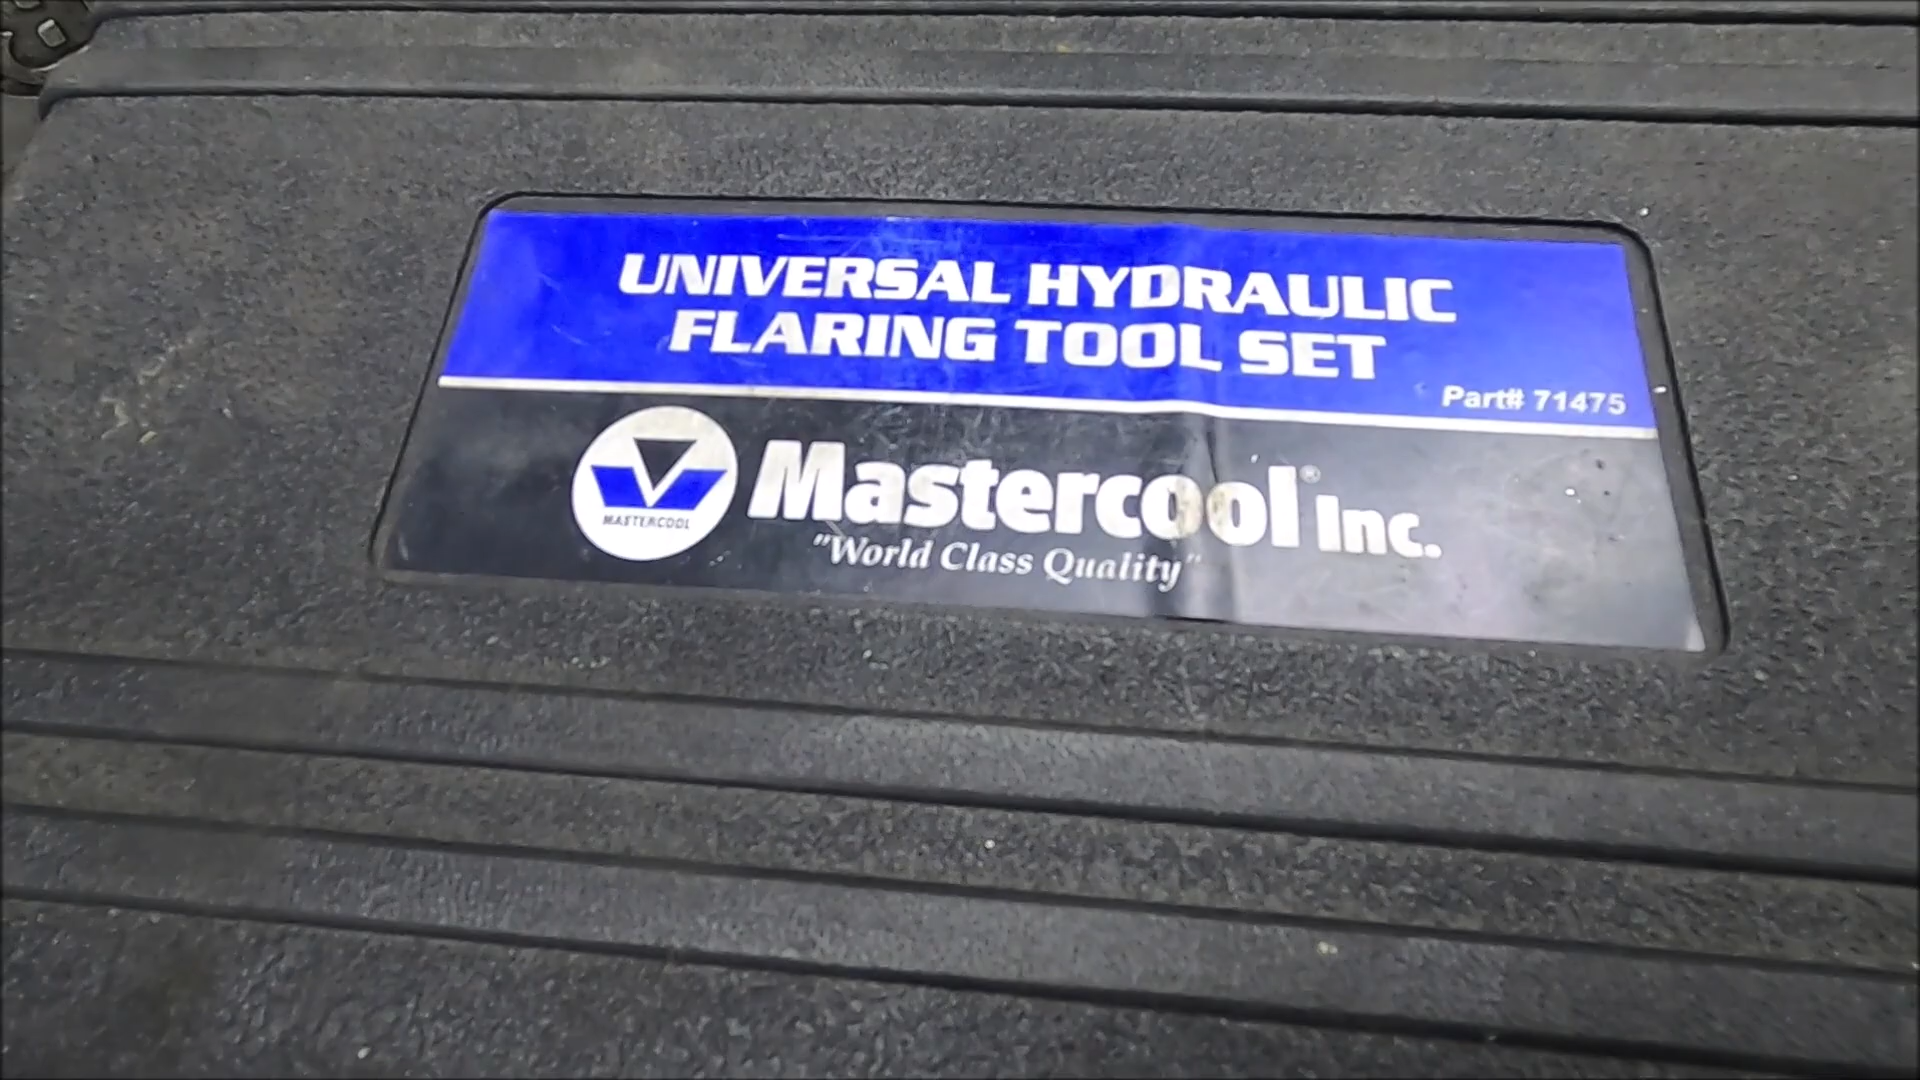 UNIVERSAL HYDRAULIC
FLARING TOOL SET
Part# 71475
MASTERCOOL
Mastercool® Inc.
"World Class Quality"